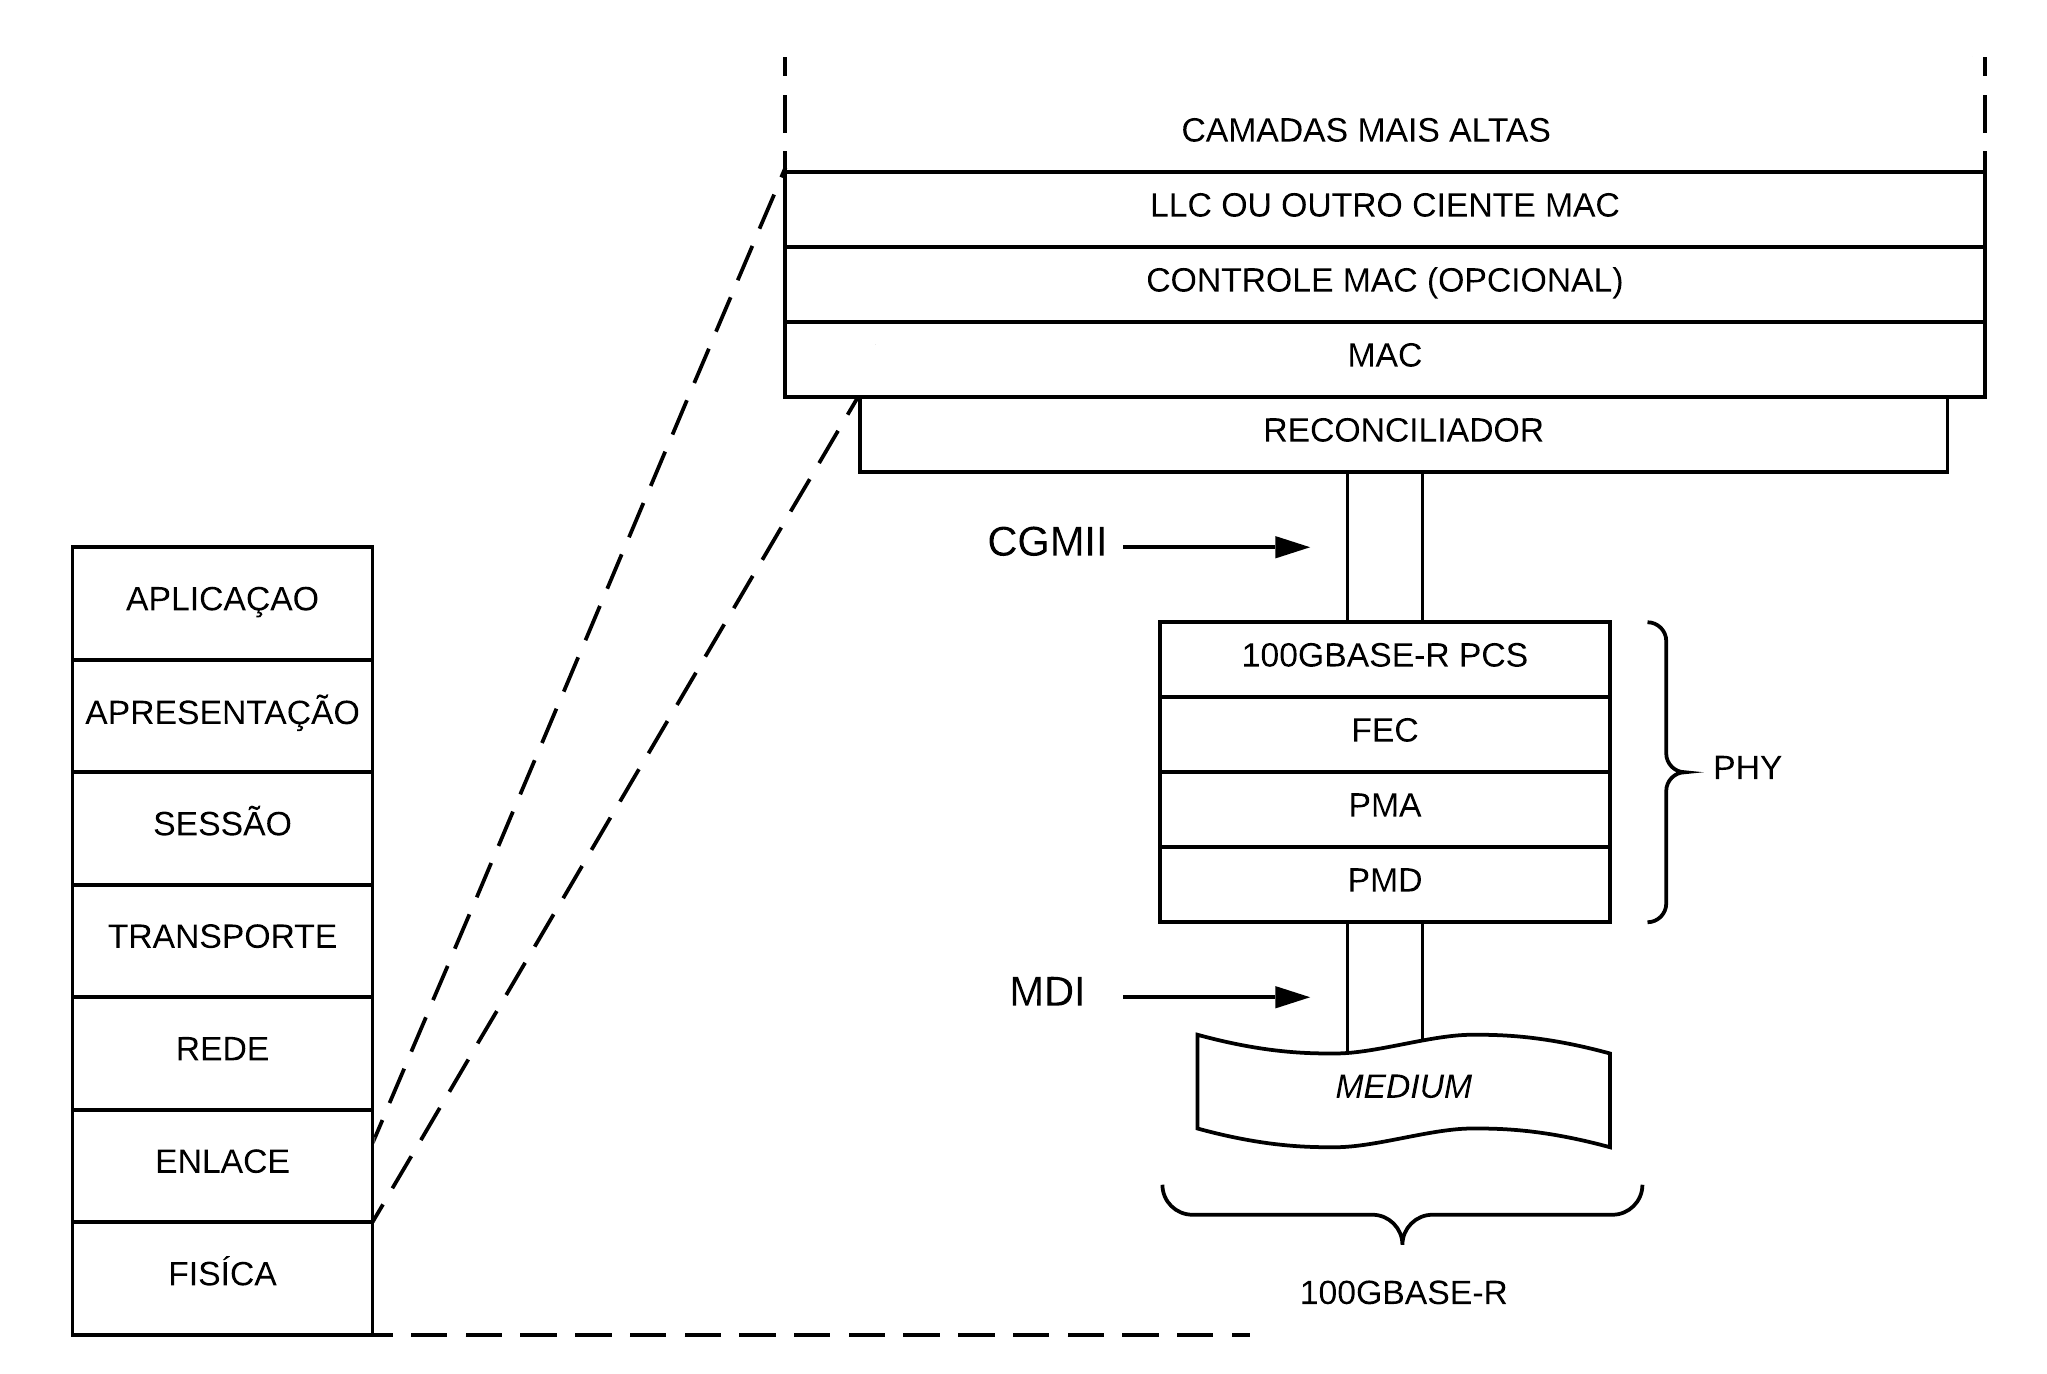 CAMADAS MAIS ALTAS
LLC OU OUTRO CIENTE MAC
CONTROLE MAC (OPCIONAL)
MAC
RECONCILIADOR
CGMII
100GBASE-R PCS
FEC
PMA
PMD
PHY
MDI
MEDIUM
100GBASE-R
APLICAÇAO
APRESENTAÇÃO
SESSÃO
TRANSPORTE
REDE
ENLACE
FISÍCA